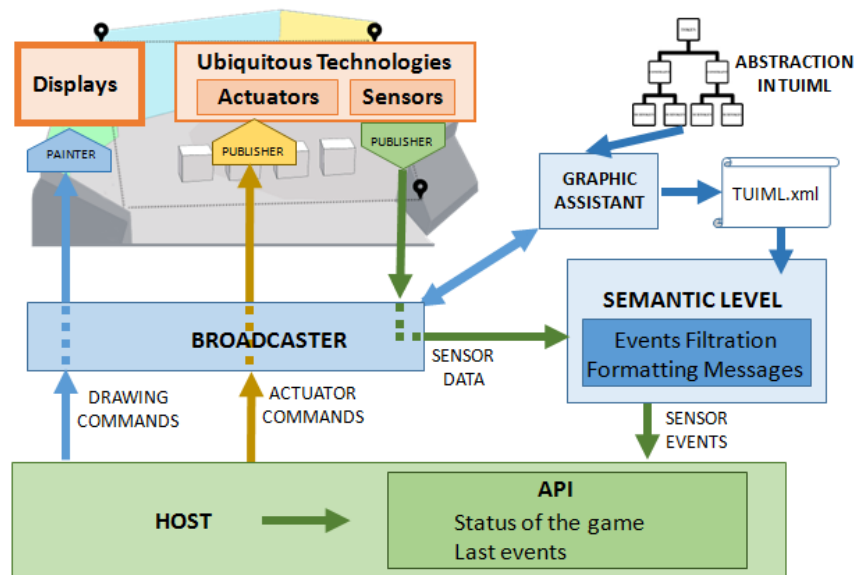 Displays
Ubiquitous Technologies
Actuators
Sensors
PAINTER
PUBLISHER
PUBLISHER
ABSTRACTION
IN TUIML
GRAPHIC
ASSISTANT
TUIML.xml
BROADCASTER
SENSOR
DATA
SEMANTIC LEVEL
Events Filtration
Formatting Messages
DRAWING
COMMANDS
ACTUATOR
COMMANDS
SENSOR
EVENTS
HOST
API
Status of the game
Last events